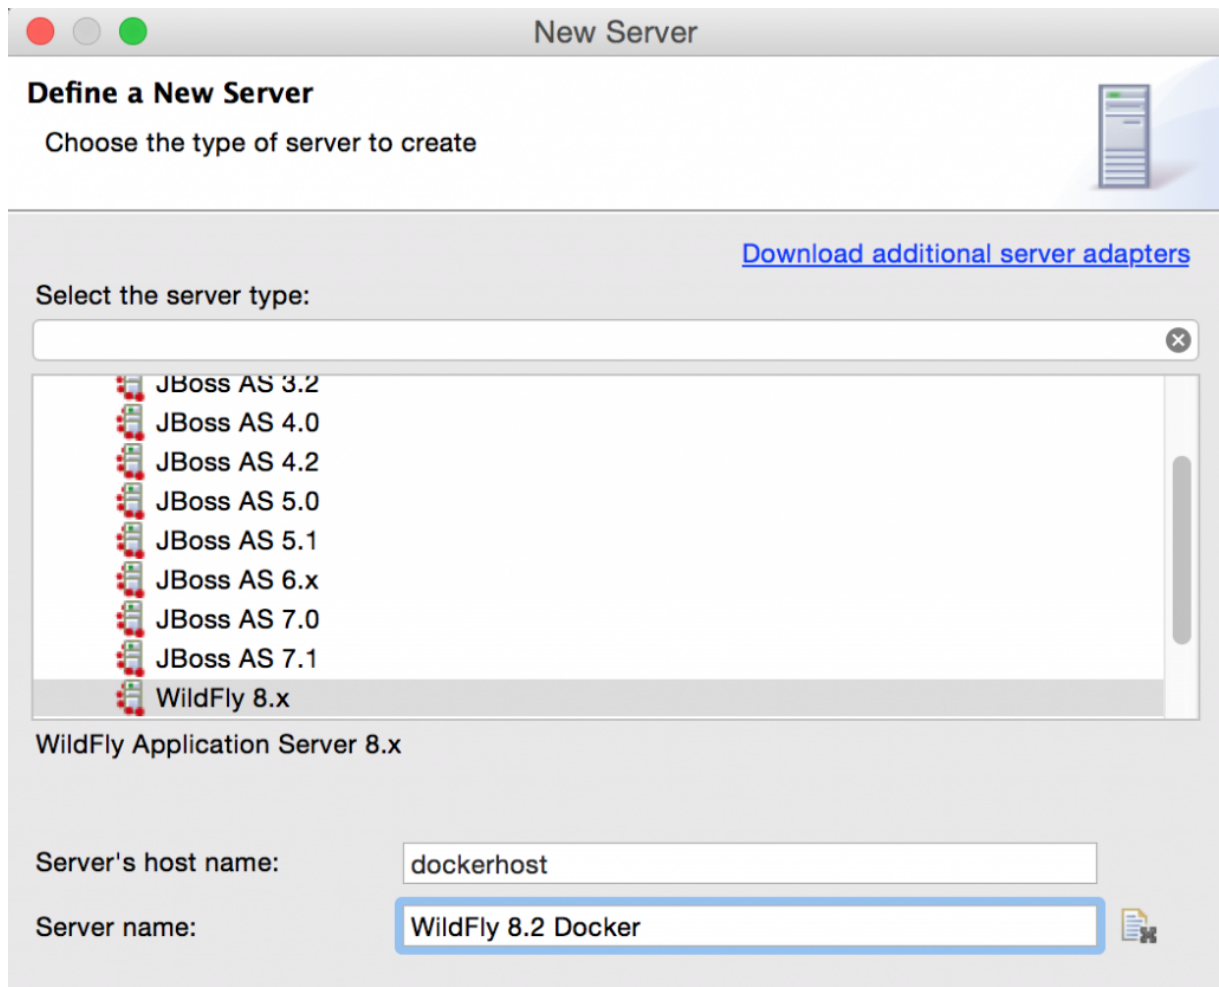 New Server
Define a New Server
Choose the type of server to create
Download additional server adapters
Select the server type:
JBoss AS 3.2
JBoss AS 4.0
JBoss AS 4.2
JBoss AS 5.0
JBoss AS 5.1
JBoss AS 6.x
JBoss AS 7.0
JBoss AS 7.1
WildFly 8.x
WildFly Application Server 8.x
Server's host name: dockerhost
Server name: WildFly 8.2 Docker